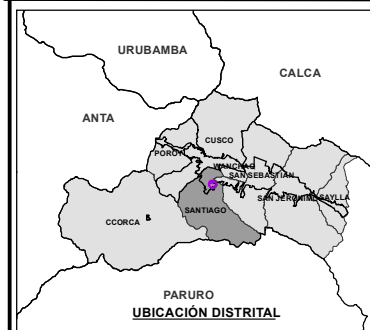 URUBAMBA
CALCA
ANTA
CUSCO
POROY
WANCHAQ
SAN SEBASTIAN
SAN JERONIMO
SAYLLA
SANTIAGO
CCORCA
PARURO
UBICACIÓN DISTRITAL